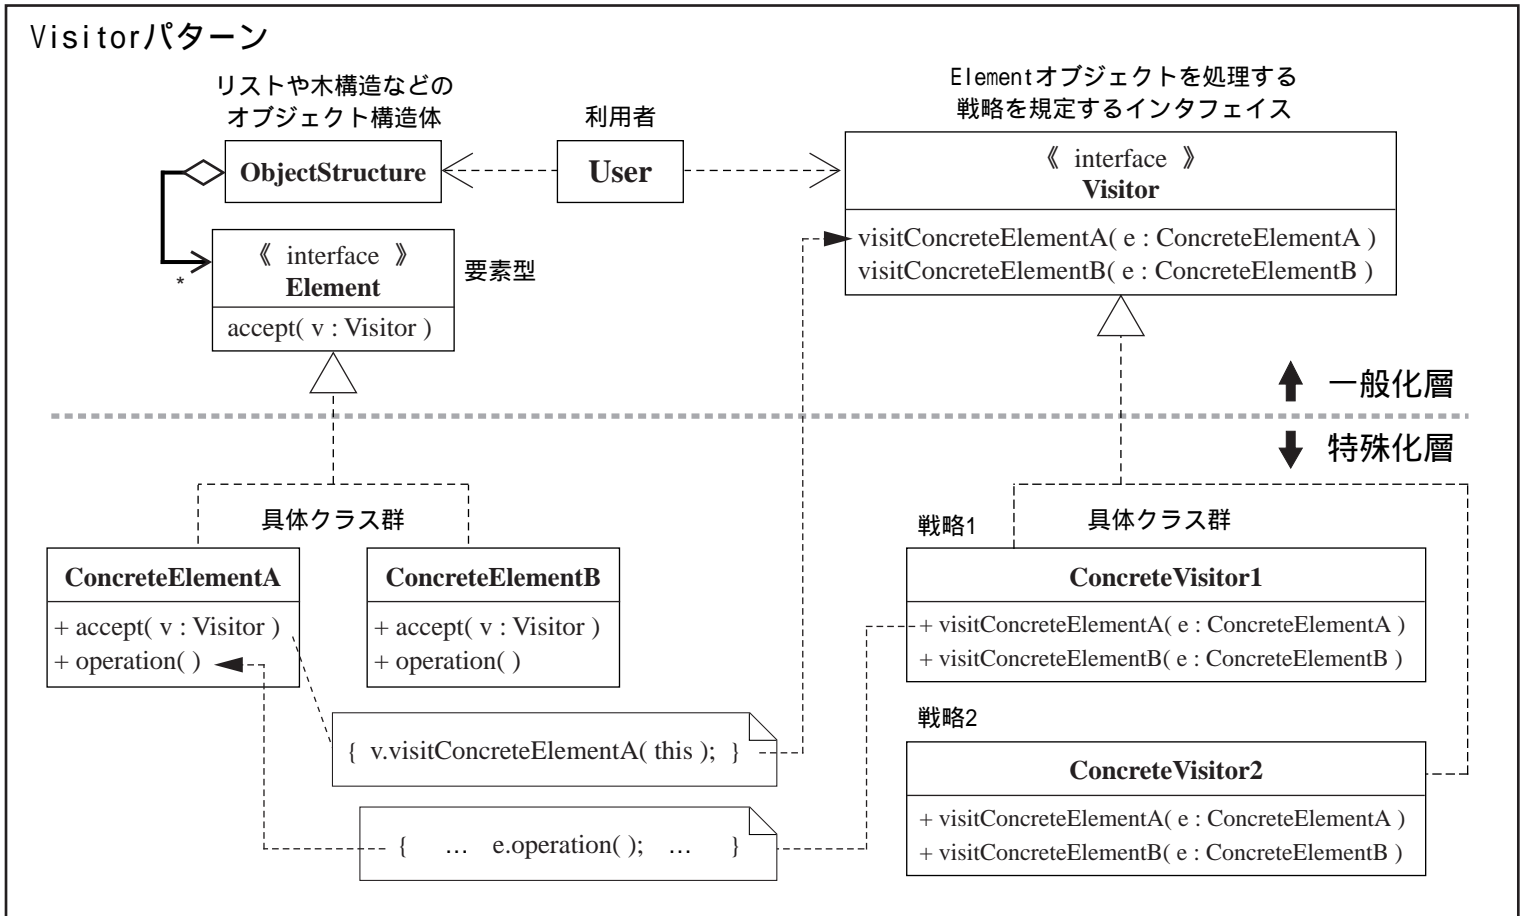 Visitorパターン
リストや木構造などの
オブジェクト構造体
利用者
Elementオブジェクトを処理する
戦略を規定するインタフェイス
ObjectStructure
User
《 interface 》
Visitor
visitConcreteElementA( e : ConcreteElementA )
visitConcreteElementB( e : ConcreteElementB )
*
《 interface 》
Element
accept( v : Visitor )
要素型
一般化層
特殊化層
具体クラス群
ConcreteElementA
+ accept( v : Visitor )
+ operation( )
ConcreteElementB
+ accept( v : Visitor )
+ operation( )
戦略1
具体クラス群
ConcreteVisitor1
+ visitConcreteElementA( e : ConcreteElementA )
+ visitConcreteElementB( e : ConcreteElementB )
{ v.visitConcreteElementA( this ); }
{ … e.operation( ); … }
戦略2
ConcreteVisitor2
+ visitConcreteElementA( e : ConcreteElementA )
+ visitConcreteElementB( e : ConcreteElementB )